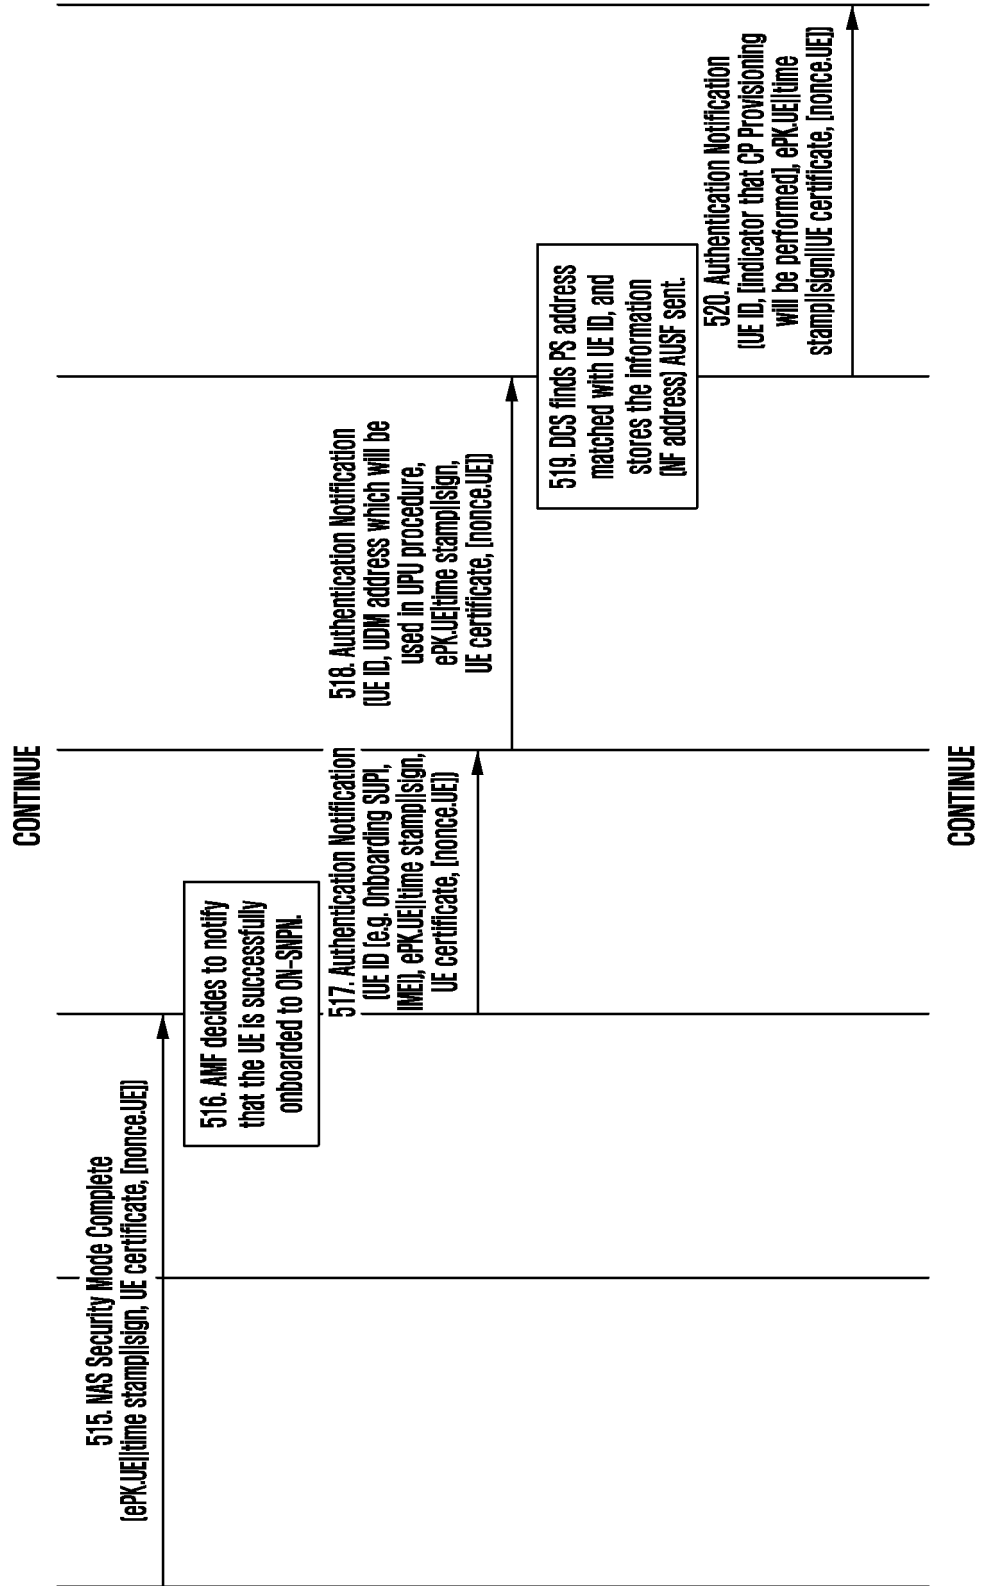 CONTINUE
515. NAS Security Mode Complete
(ePK.UE||time stamp||sign, UE certificate, [nonce.UE])
516. AMF decides to notify
that the UE is successfully
onboarded to ON-SNPN.
517. Authentication Notification
(UE ID (e.g. Onboarding SUPI,
IMEI), ePK.UE||time stamp||sign,
UE certificate, [nonce.UE])
518. Authentication Notification
(UE ID, UDM address which will be
used in UPU procedure,
ePK.UE|time stamp||sign,
UE certificate, [nonce.UE])
519. DCS finds PS address
matched with UE ID, and
stores the information
(NF address) AUSF sent.
520. Authentication Notification
(UE ID, [indicator that CP Provisioning
will be performed], ePK.UE||time
stamp||sign||UE certificate, [nonce.UE])
CONTINUE